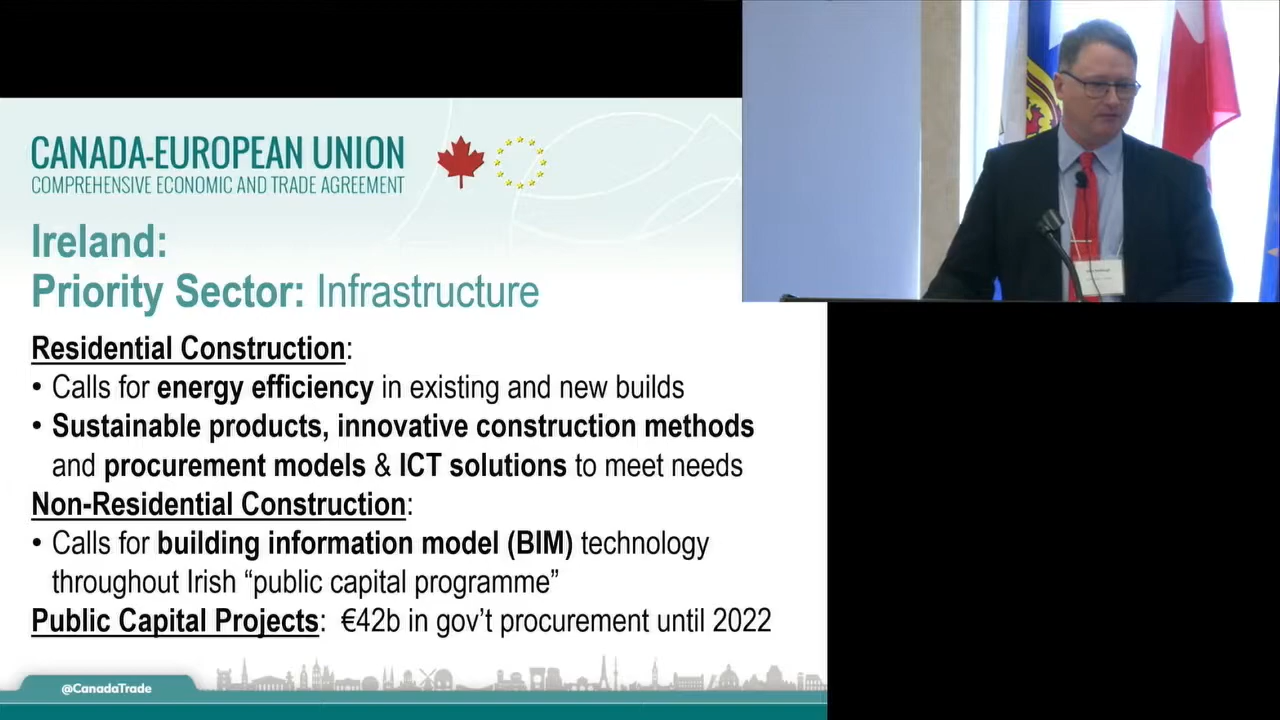 CANADA-EUROPEAN UNION
COMPREHENSIVE ECONOMIC AND TRADE AGREEMENT
Ireland:
Priority Sector: Infrastructure
Residential Construction:
• Calls for energy efficiency in existing and new builds
• Sustainable products, innovative construction methods
and procurement models & ICT solutions to meet needs
Non-Residential Construction:
• Calls for building information model (BIM) technology
throughout Irish “public capital programme”
Public Capital Projects: €42b in gov’t procurement until 2022
@CanadaTrade